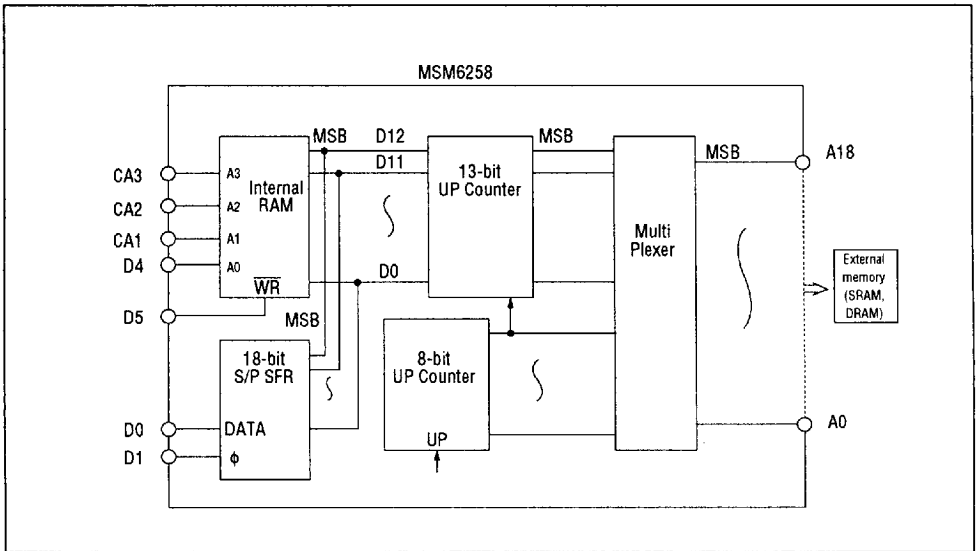 MSM6258
MSB
D12
MSB
D11
CA3
A3
Internal
RAM
13-bit
UP Counter
MSB
A18
CA2
A2
CA1
A1
Multi
Plexer
D4
A0
WR
D0
External
memory
(SRAM,
DRAM)
D5
MSB
18-bit
S/P SFR
8-bit
UP Counter
D0
DATA
UP
A0
D1
ϕ